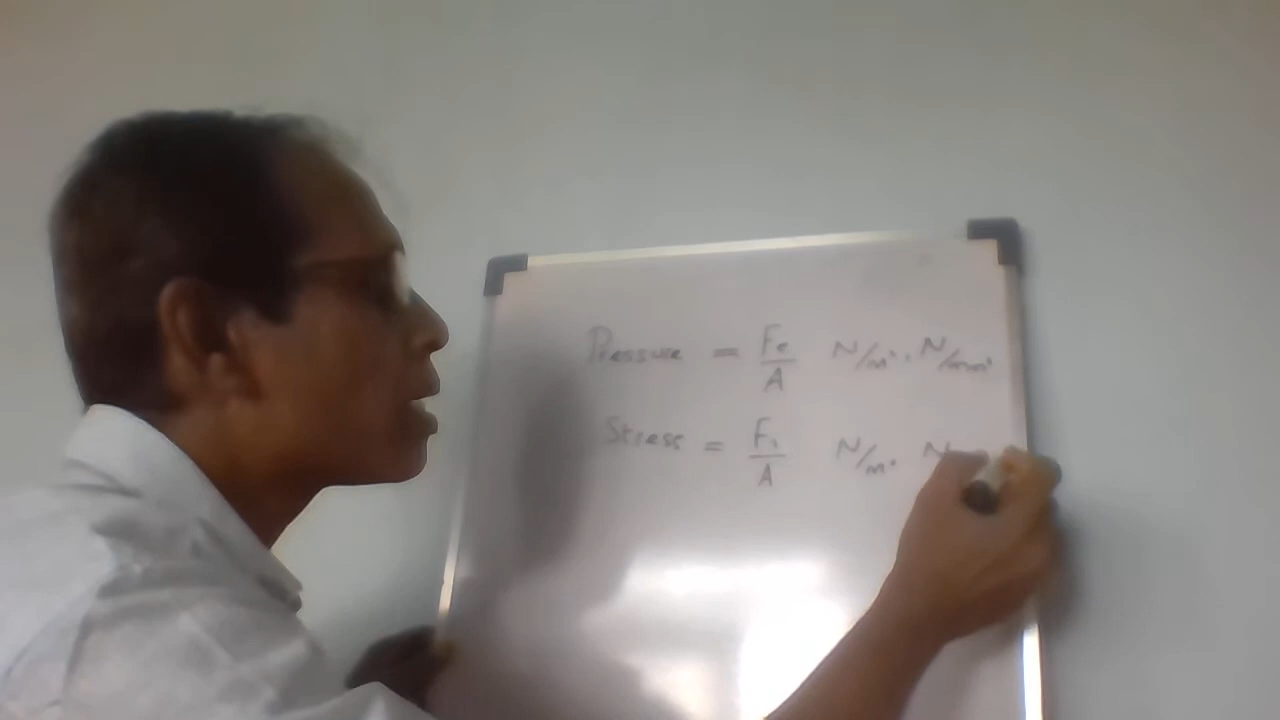 Pressure = Fe/A N/m², N/mm²
Stress = Fi/A N/m², N